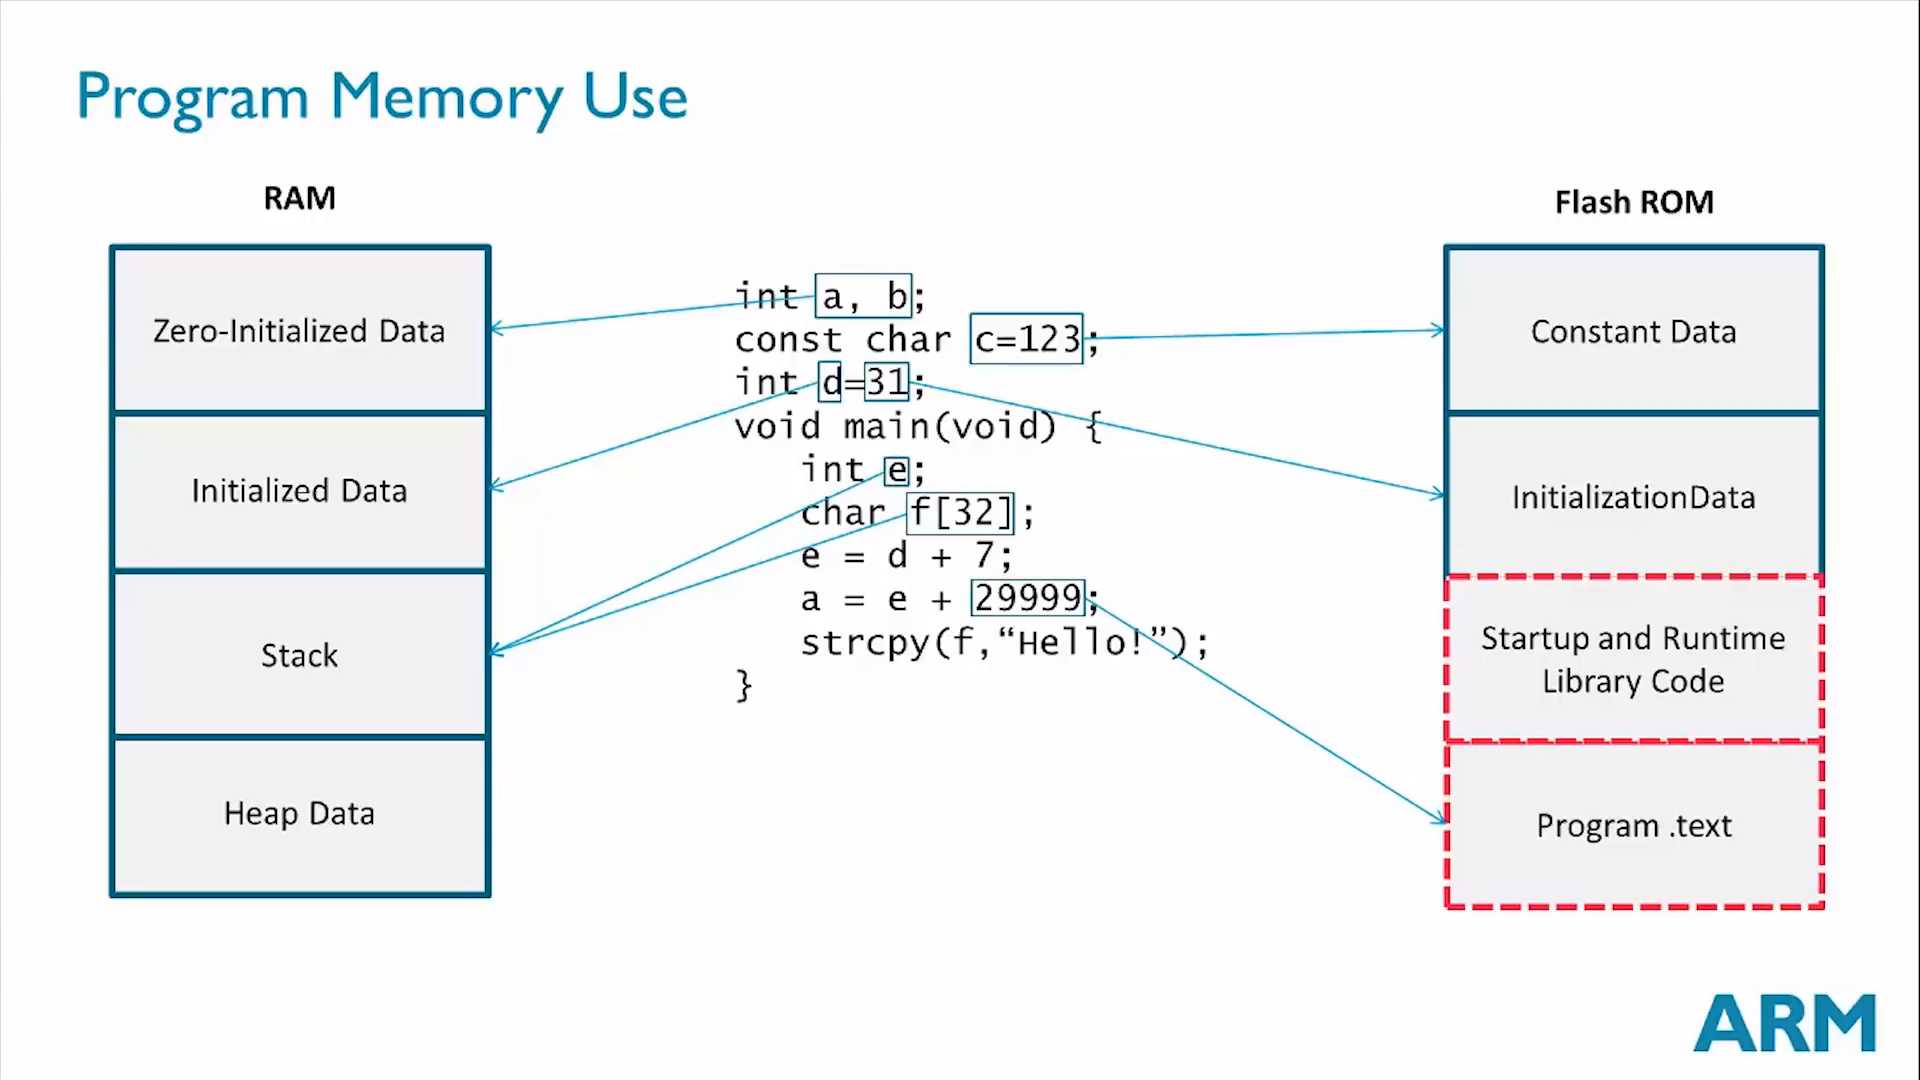 Program Memory Use
RAM
Zero-Initialized Data
Initialized Data
Stack
Heap Data
int a, b;
const char c=123;
int d=31;
void main(void) {
int e;
char f[32];
e = d + 7;
a = e + 29999;
strcpy(f,“Hello!”);
}
Flash ROM
Constant Data
InitializationData
Startup and Runtime
Library Code
Program .text
ARM